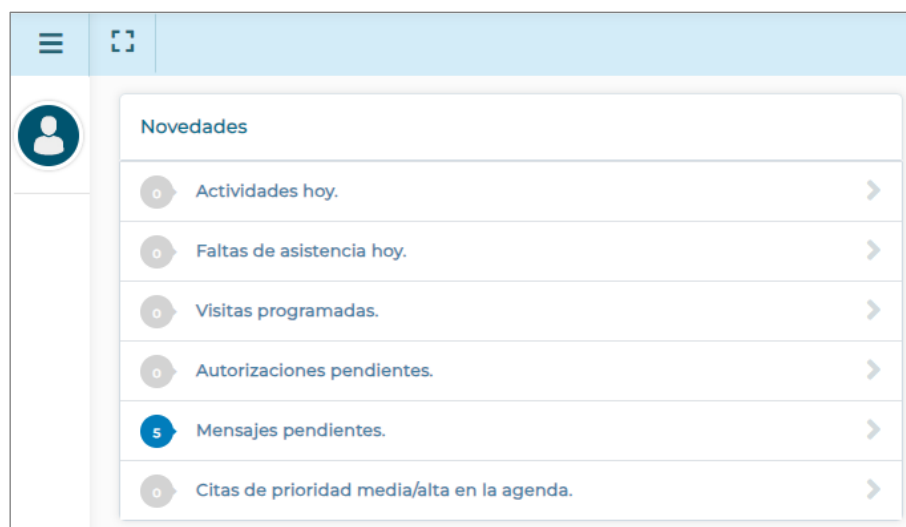 Novedades
0 Actividades hoy.
0 Faltas de asistencia hoy.
0 Visitas programadas.
0 Autorizaciones pendientes.
5 Mensajes pendientes.
0 Citas de prioridad media/alta en la agenda.